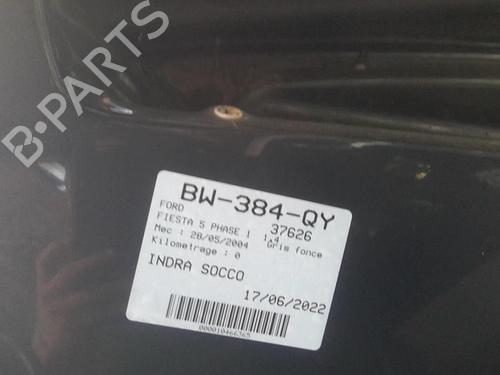 B-PARTS
BW-384-QY
FORD 37626
FIESTA 5 PHASE 1 1.4
Mec : 28/05/2004 Gris fonce
Kilometrage : 0
INDRA SOCCO
17/06/2022
000010466365